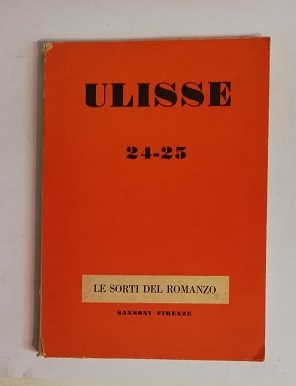 ULISSE
24-25
LE SORTI DEL ROMANZO
SANSONI FIRENZE